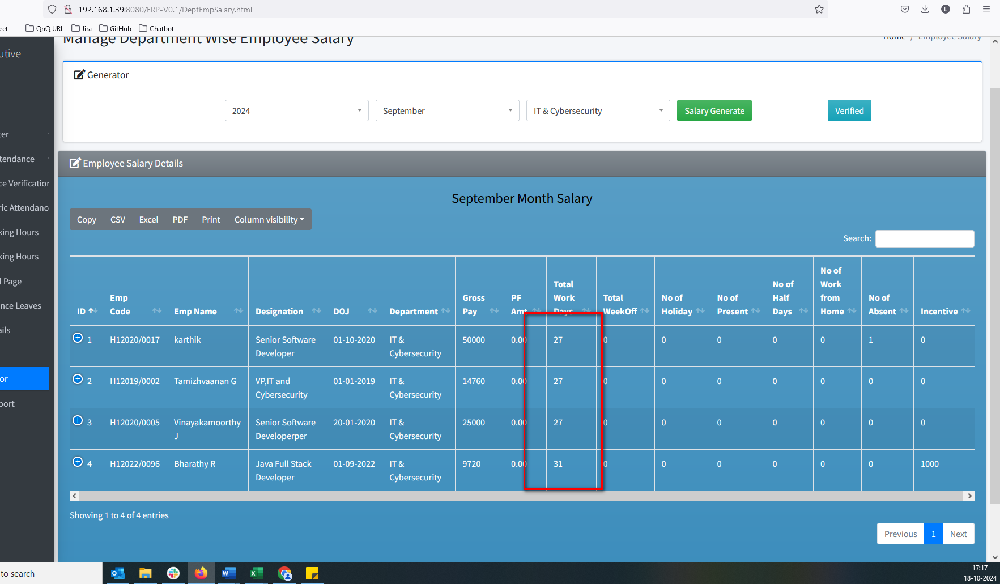 192.168.1.39:8080/ERP-V0.1/DeptEmpSalary.html
eet QnQ URL Jira GitHub Chatbot
Manage Department Wise Employee Salary
Home / Employee Salary
utive
Generator
2024 September IT & Cybersecurity Salary Generate Verified
ter
tendance
ce Verification
ric Attendance
king Hours
king Hours
l Page
nce Leaves
ails
or
port
Employee Salary Details
September Month Salary
Copy CSV Excel PDF Print Column visibility
Search:
ID Emp Code Emp Name Designation DOJ Department Gross Pay PF Amt Total Work Days Total WeekOff No of Holiday No of Present No of Half Days No of Work from Home No of Absent Incentive
1 H12020/0017 karthik Senior Software Developer 01-10-2020 IT & Cybersecurity 50000 0.00 27 0 0 0 0 0 1 0
2 H12019/0002 Tamizhvaanan G VP,IT and Cybersecurity 01-01-2019 IT & Cybersecurity 14760 0.00 27 0 0 0 0 0 0 0
3 H12020/0005 Vinayakamoorthy J Senior Software Developerper 20-01-2020 IT & Cybersecurity 25000 0.00 27 0 0 0 0 0 0 0
4 H12022/0096 Bharathy R Java Full Stack Developer 01-09-2022 IT & Cybersecurity 9720 0.00 31 0 0 0 0 0 0 1000
Showing 1 to 4 of 4 entries
Previous 1 Next
to search
17:17
18-10-2024